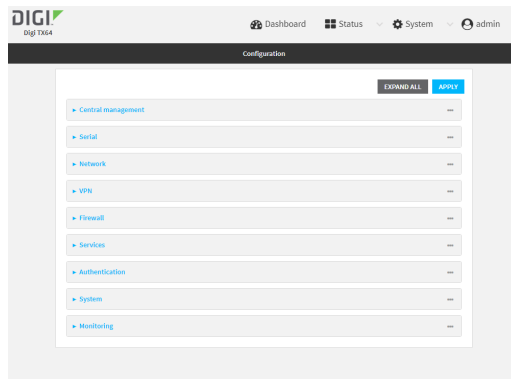 DIGI
Digi TX64
Dashboard Status System admin
Configuration
EXPAND ALL APPLY
Central management
Serial
Network
VPN
Firewall
Services
Authentication
System
Monitoring